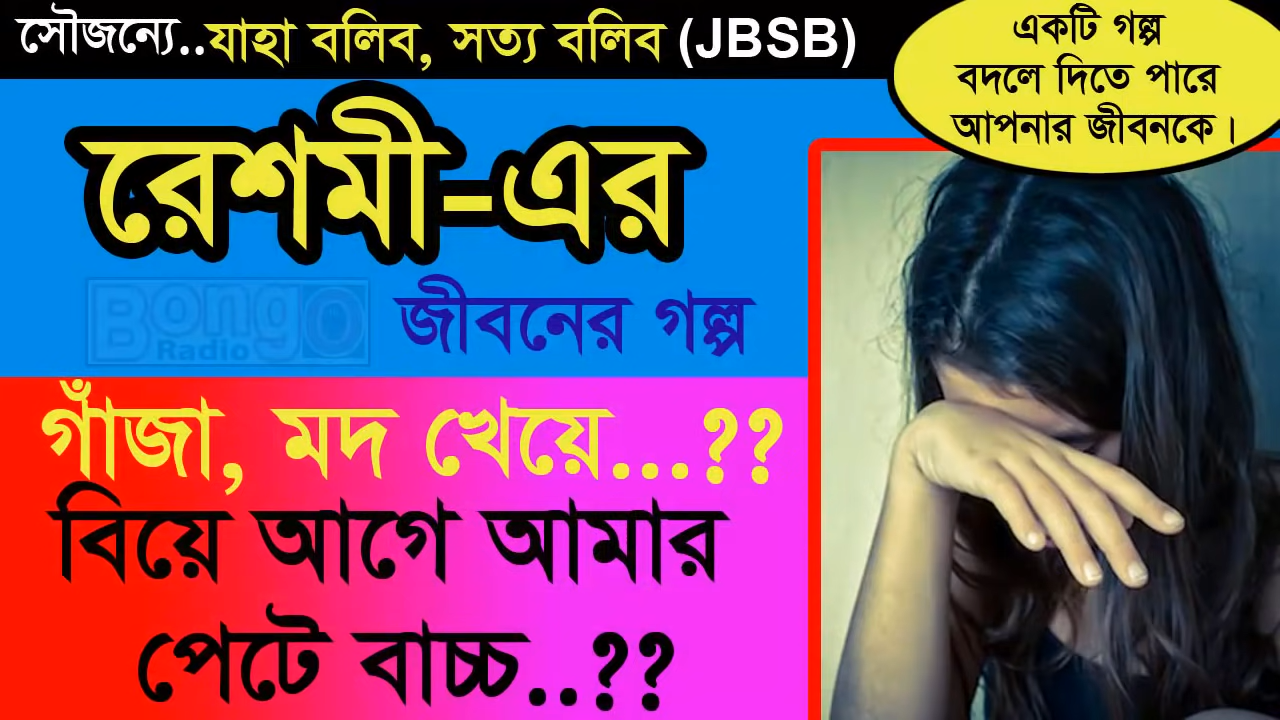 সৌজন্যে..যাহা বলিব, সত্য বলিব (JBSB)
একটি গল্প
বদলে দিতে পারে
আপনার জীবনকে।
রেশমী-এর
Bongo
Radio
জীবনের গল্প
গাঁজা, মদ খেয়ে...??
বিয়ে আগে আমার
পেটে বাচ্চ..??